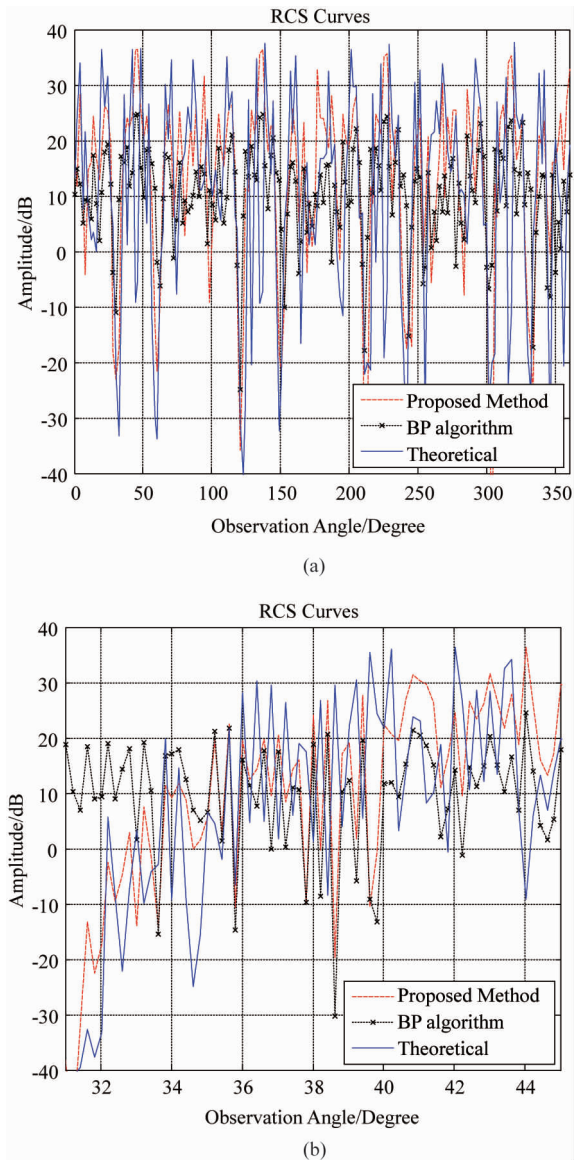 RCS Curves
40
30
20
10
0
-10
-20
-30
-40
Amplitude/dB
Proposed Method
BP algorithm
Theoretical
0
50
100
150
200
250
300
350
Observation Angle/Degree
(a)
RCS Curves
40
30
20
10
0
-10
-20
-30
-40
Amplitude/dB
Proposed Method
BP algorithm
Theoretical
32
34
36
38
40
42
44
Observation Angle/Degree
(b)